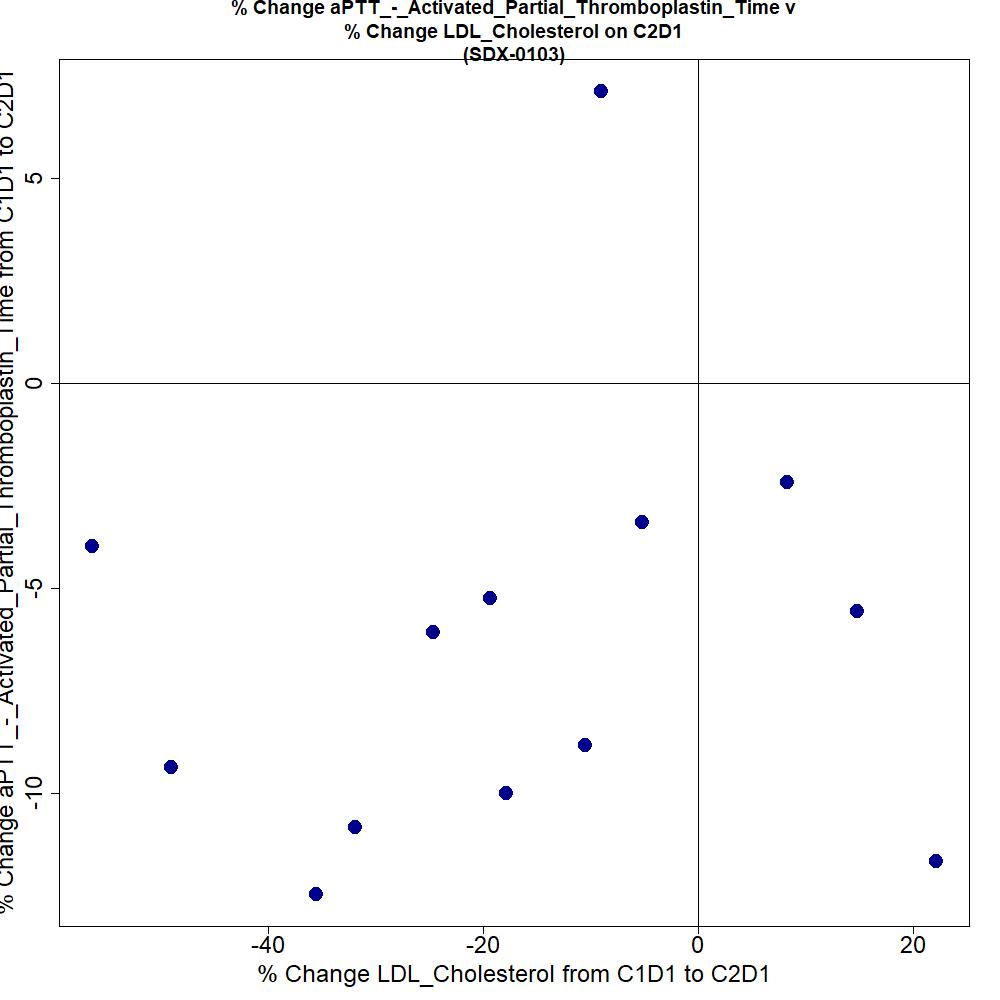 % Change aPTT_-_Activated_Partial_Thromboplastin_Time v
% Change LDL_Cholesterol on C2D1
(SDX-0103)
% Change aPTT_-_Activated_Partial_Thromboplastin_Time from C1D1 to C2D1
5
0
-5
-10
-40 -20 0 20
% Change LDL_Cholesterol from C1D1 to C2D1